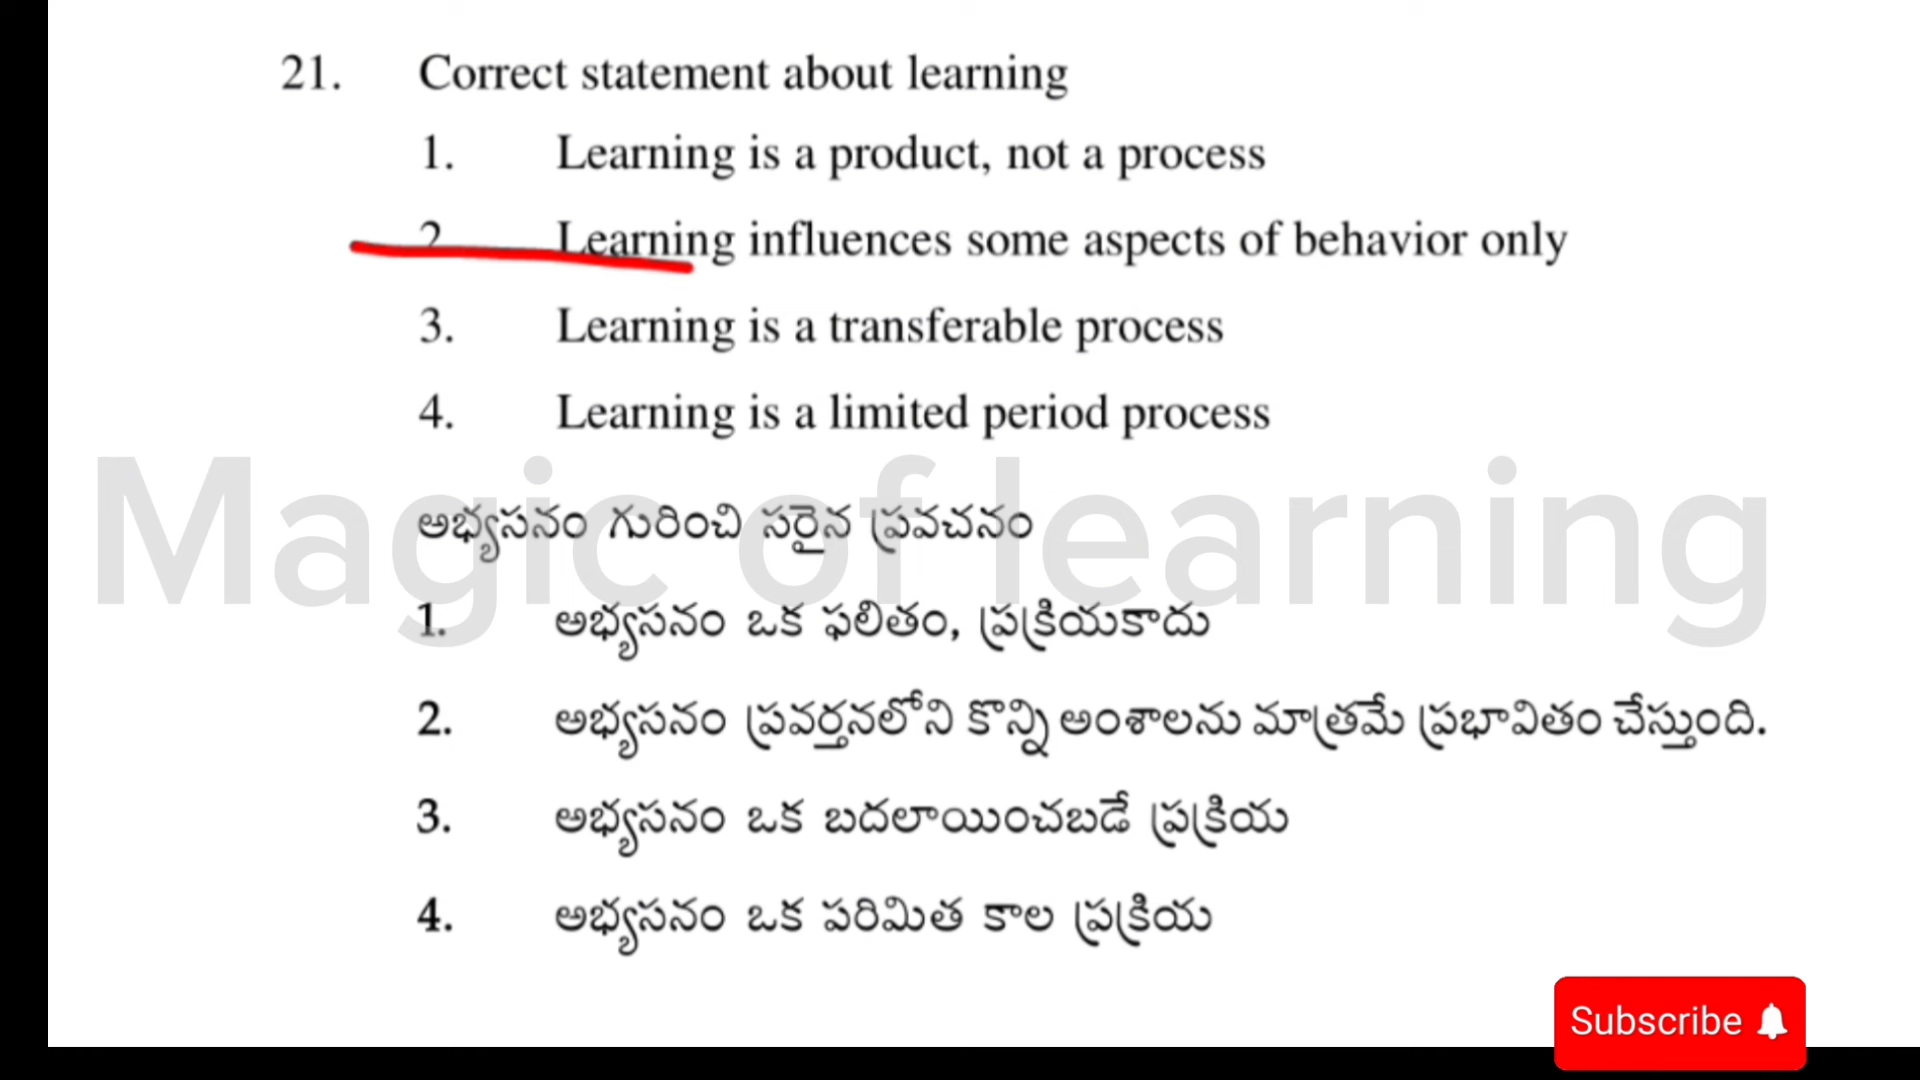 21. Correct statement about learning
1. Learning is a product, not a process
2. Learning influences some aspects of behavior only
3. Learning is a transferable process
4. Learning is a limited period process
Magic of learning
అభ్యసనం గురించి సరైన ప్రవచనం
1. అభ్యసనం ఒక ఫలితం, ప్రక్రియకాదు
2. అభ్యసనం ప్రవర్తనలోని కొన్ని అంశాలను మాత్రమే ప్రభావితం చేస్తుంది.
3. అభ్యసనం ఒక బదలాయించబడే ప్రక్రియ
4. అభ్యసనం ఒక పరిమిత కాల ప్రక్రియ
Subscribe